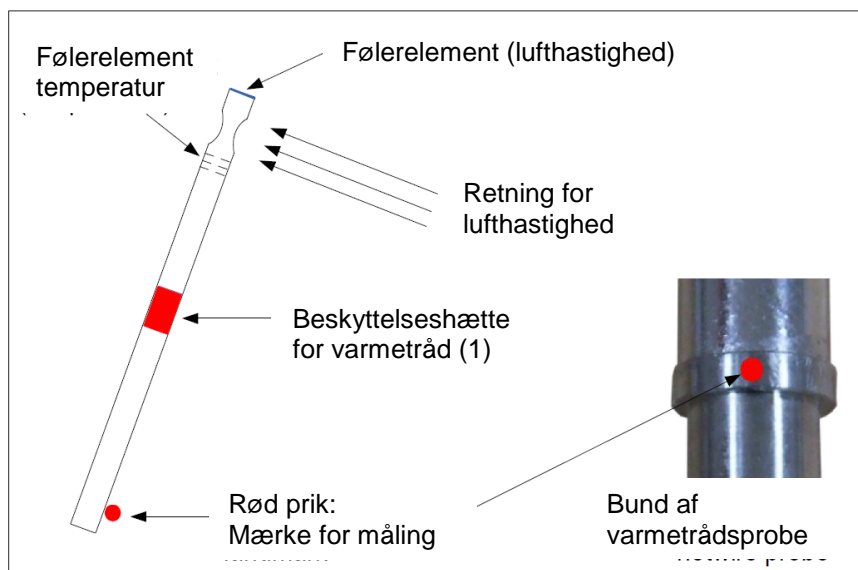 Følerelement
temperatur
Følerelement (lufthastighed)
Retning for
lufthastighed
Beskyttelseshætte
for varmetråd (1)
Rød prik:
Mærke for måling
Bund af
varmetrådsprobe